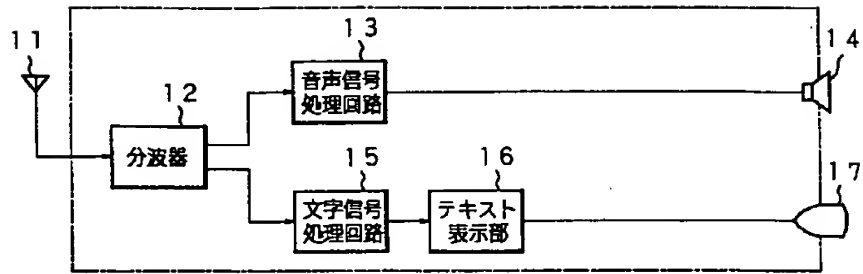 11
12
分波器
13
音声信号
処理回路
14
15
文字信号
処理回路
16
テキスト
表示部
17